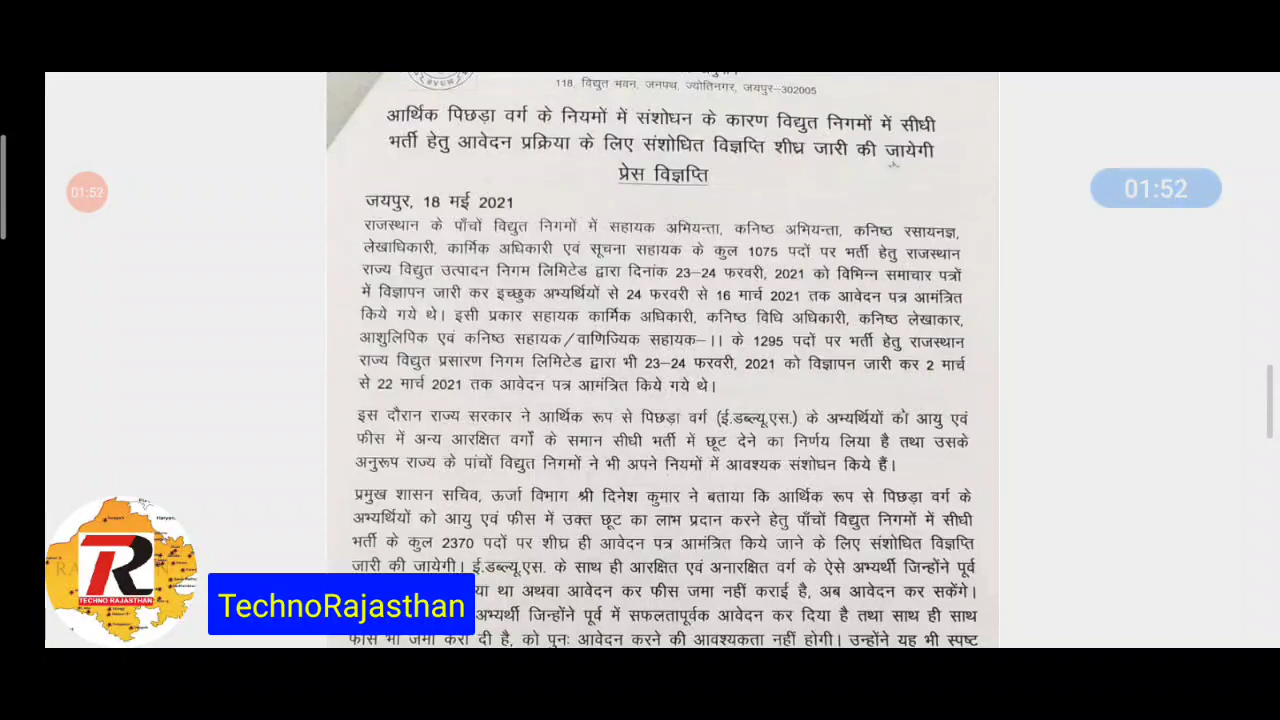 118, विद्युत भवन, जनपथ, ज्योतिनगर, जयपुर-302005
आर्थिक पिछड़ा वर्ग के नियमों में संशोधन के कारण विद्युत निगमों में सीधी
भर्ती हेतु आवेदन प्रक्रिया के लिए संशोधित विज्ञप्ति शीघ्र जारी की जायेगी
प्रेस विज्ञप्ति
जयपुर, 18 मई 2021
राजस्थान के पाँचों विद्युत निगमों में सहायक अभियन्ता, कनिष्ठ अभियन्ता, कनिष्ठ रसायनज्ञ,
लेखाधिकारी, कार्मिक अधिकारी एवं सूचना सहायक के कुल 1075 पदों पर भर्ती हेतु राजस्थान
राज्य विद्युत उत्पादन निगम लिमिटेड द्वारा दिनांक 23-24 फरवरी, 2021 को विभिन्न समाचार पत्रों
में विज्ञापन जारी कर इच्छुक अभ्यर्थियों से 24 फरवरी से 16 मार्च 2021 तक आवेदन पत्र आमंत्रित
किये गये थे। इसी प्रकार सहायक कार्मिक अधिकारी, कनिष्ठ विधि अधिकारी, कनिष्ठ लेखाकार,
आशुलिपिक एवं कनिष्ठ सहायक/वाणिज्यिक सहायक-।। के 1295 पदों पर भर्ती हेतु राजस्थान
राज्य विद्युत प्रसारण निगम लिमिटेड द्वारा भी 23-24 फरवरी, 2021 को विज्ञापन जारी कर 2 मार्च
से 22 मार्च 2021 तक आवेदन पत्र आमंत्रित किये गये थे।
इस दौरान राज्य सरकार ने आर्थिक रूप से पिछड़ा वर्ग (ई.डब्ल्यू.एस.) के अभ्यर्थियों को आयु एवं
फीस में अन्य आरक्षित वर्गों के समान सीधी भर्ती में छूट देने का निर्णय लिया है तथा उसके
अनुरूप राज्य के पांचों विद्युत निगमों ने भी अपने नियमों में आवश्यक संशोधन किये हैं।
प्रमुख शासन सचिव, ऊर्जा विभाग श्री दिनेश कुमार ने बताया कि आर्थिक रूप से पिछड़ा वर्ग के
अभ्यर्थियों को आयु एवं फीस में उक्त छूट का लाभ प्रदान करने हेतु पाँचों विद्युत निगमों में सीधी
भर्ती के कुल 2370 पदों पर शीघ्र ही आवेदन पत्र आमंत्रित किये जाने के लिए संशोधित विज्ञप्ति
जारी की जायेगी। ई.डब्ल्यू.एस. के साथ ही आरक्षित एवं अनारक्षित वर्ग के ऐसे अभ्यर्थी जिन्होंने पूर्व
था अथवा आवेदन कर फीस जमा नहीं कराई है, अब आवेदन कर सकेंगे।
अभ्यर्थी जिन्होंने पूर्व में सफलतापूर्वक आवेदन कर दिया है तथा साथ ही साथ
फीस भी जमा करा दी है, को पुनः आवेदन करने की आवश्यकता नहीं होगी। उन्होंने यह भी स्पष्ट
01:52
01:52
TR
TECHNO RAJASTHAN
TechnoRajasthan